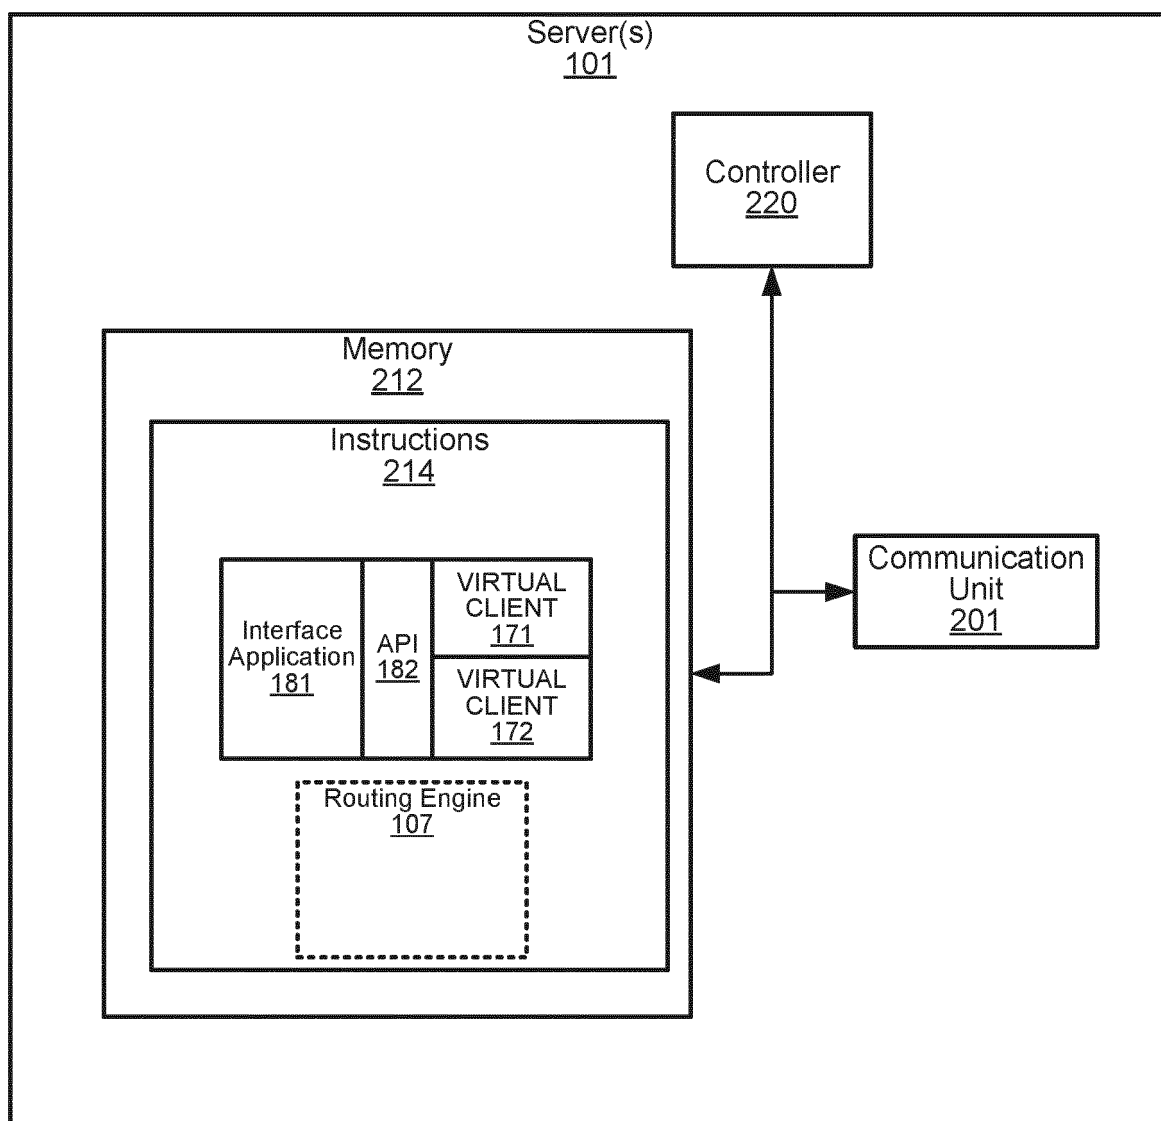 Server(s)
101
Controller
220
Memory
212
Instructions
214
Communication
Unit
201
Interface
Application
181
API
182
VIRTUAL
CLIENT
171
VIRTUAL
CLIENT
172
Routing Engine
107